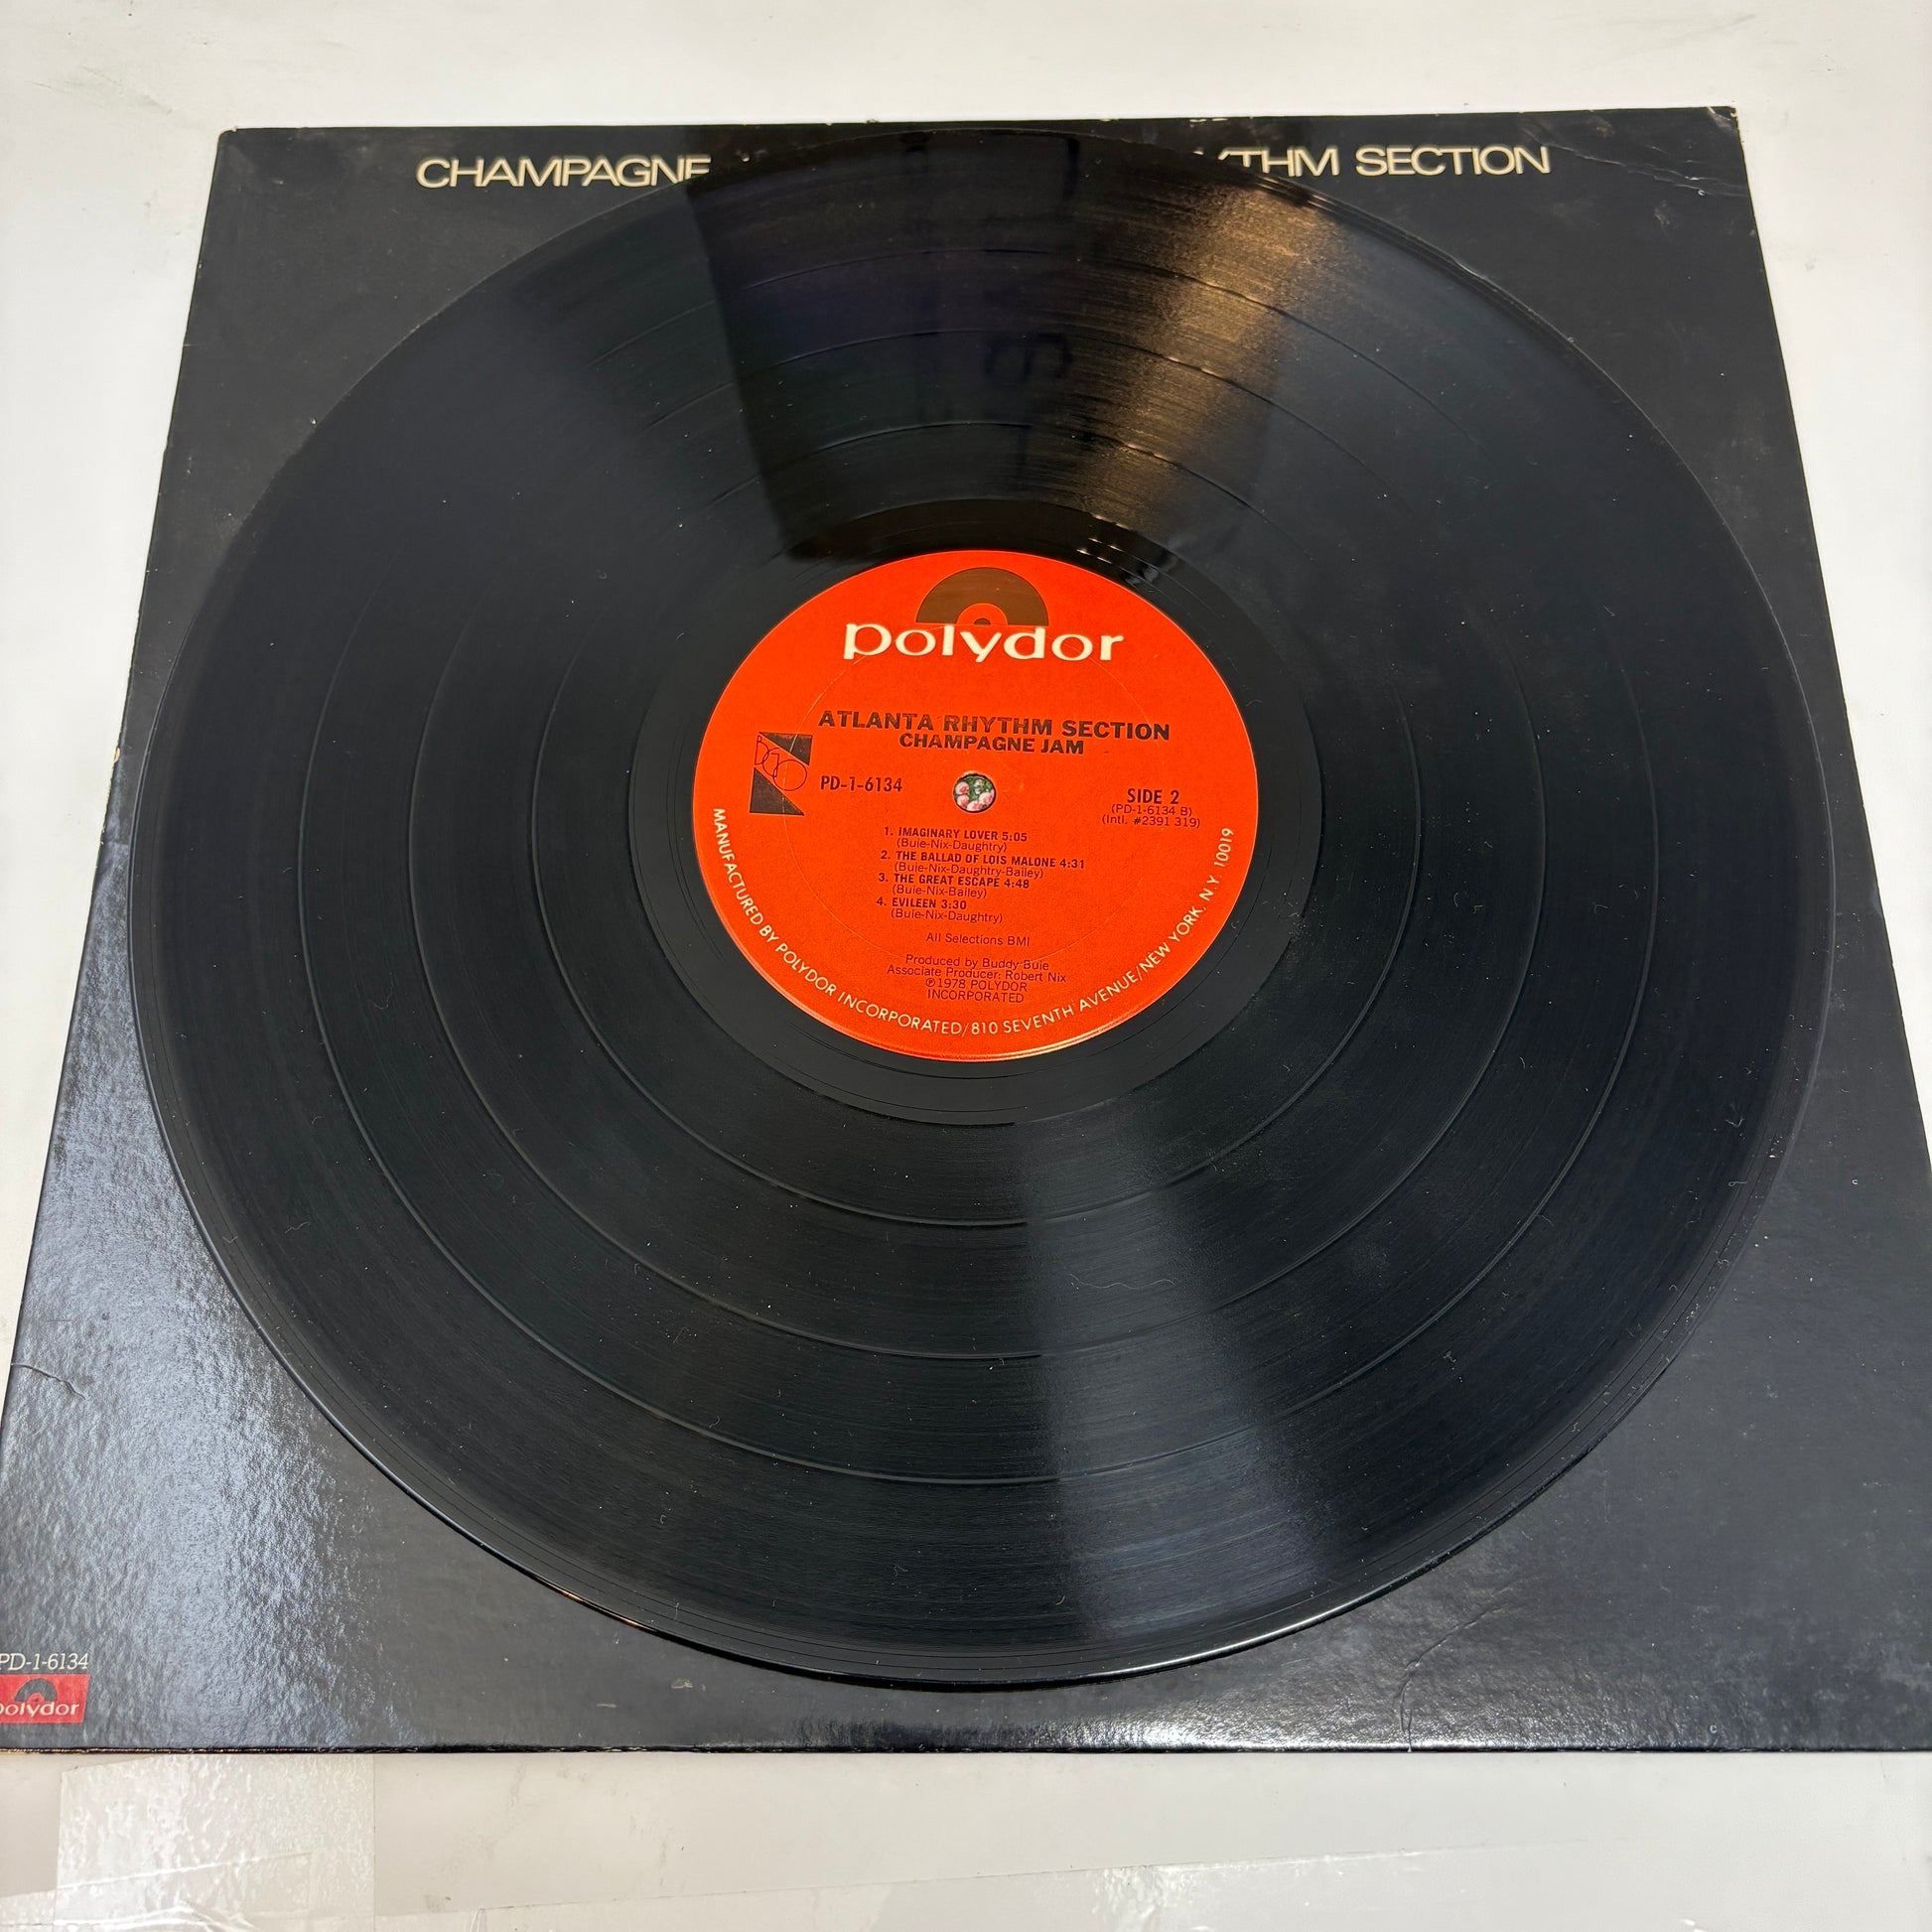 CHAMPAGNE
THM SECTION
polydor
ATLANTA RHYTHM SECTION
CHAMPAGNE JAM
PD-1-6134
SIDE 2
(PD-1-6134 B)
(Intl. #2391 319)
1. IMAGINARY LOVER 5:05
(Buie-Nix-Daughtry)
2. THE BALLAD OF LOIS MALONE 4:31
(Buie-Nix-Daughtry-Bailey)
3. THE GREAT ESCAPE 4:48
(Buie-Nix-Bailey)
4. EVILEEN 3:30
(Buie-Nix-Daughtry)
All Selections BMI
Produced by Buddy Buie
Associate Producer: Robert Nix
℗1978 POLYDOR
INCORPORATED
MANUFACTURED BY POLYDOR INCORPORATED/810 SEVENTH AVENUE/NEW YORK, N.Y. 10019
PD-1-6134
polydor